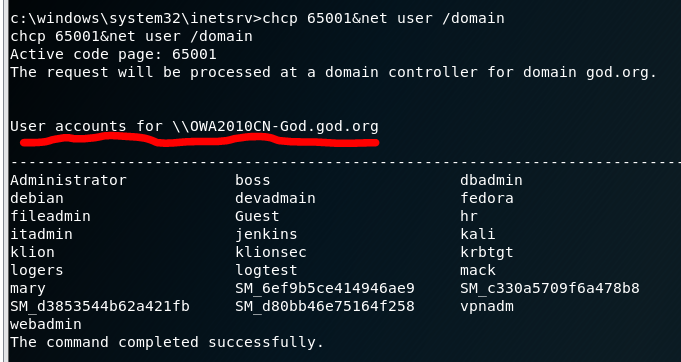 c:\windows\system32\inetsrv>chcp 65001&net user /domain
chcp 65001&net user /domain
Active code page: 65001
The request will be processed at a domain controller for domain god.org.
User accounts for \\OWA2010CN-God.god.org
-------------------------------------------------------------------------------
Administrator            boss                     dbadmin
debian                   devadmain                fedora
fileadmin                Guest                    hr
itadmin                  jenkins                  kali
klion                    klionsec                 krbtgt
logers                   logtest                  mack
mary                     SM_6ef9b5ce414946ae9     SM_c330a5709f6a478b8
SM_d3853544b62a421fb     SM_d80bb46e75164f258     vpnadm
webadmin
The command completed successfully.